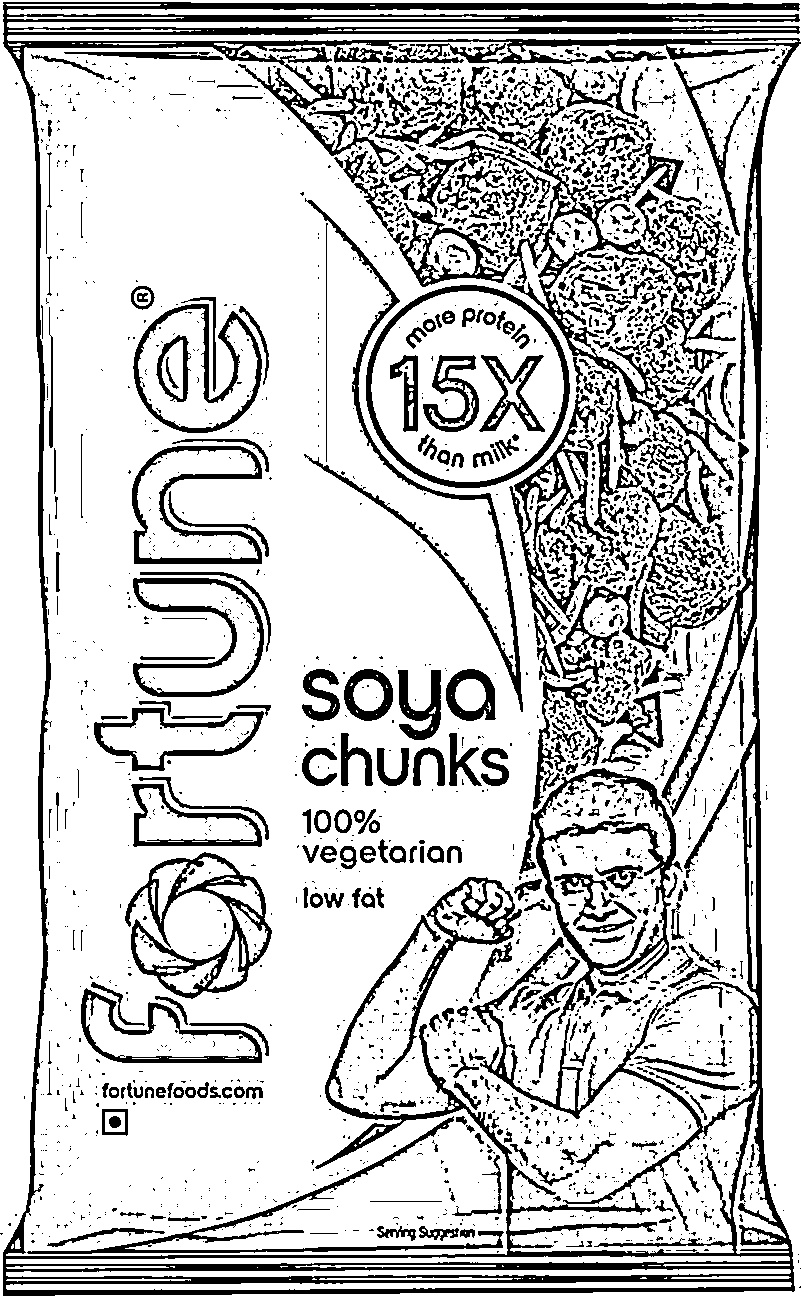 fortune®
more protein
15X
than milk*
soya
chunks
100%
vegetarian
low fat
fortunefoods.com
Serving Suggestion